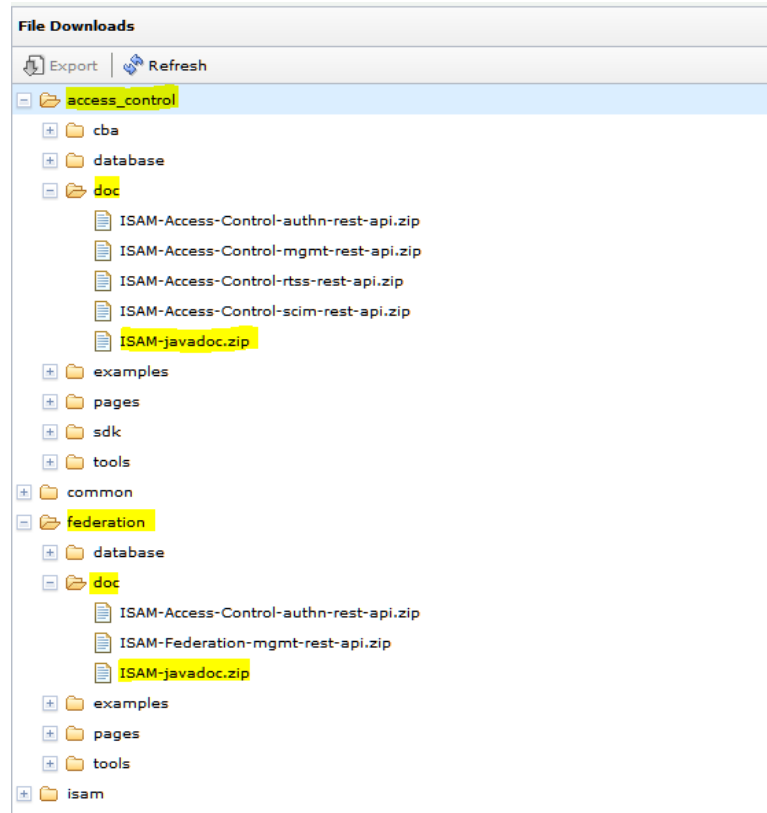 File Downloads
Export Refresh
access_control
cba
database
doc
ISAM-Access-Control-authn-rest-api.zip
ISAM-Access-Control-mgmt-rest-api.zip
ISAM-Access-Control-rtss-rest-api.zip
ISAM-Access-Control-scim-rest-api.zip
ISAM-javadoc.zip
examples
pages
sdk
tools
common
federation
database
doc
ISAM-Access-Control-authn-rest-api.zip
ISAM-Federation-mgmt-rest-api.zip
ISAM-javadoc.zip
examples
pages
tools
isam